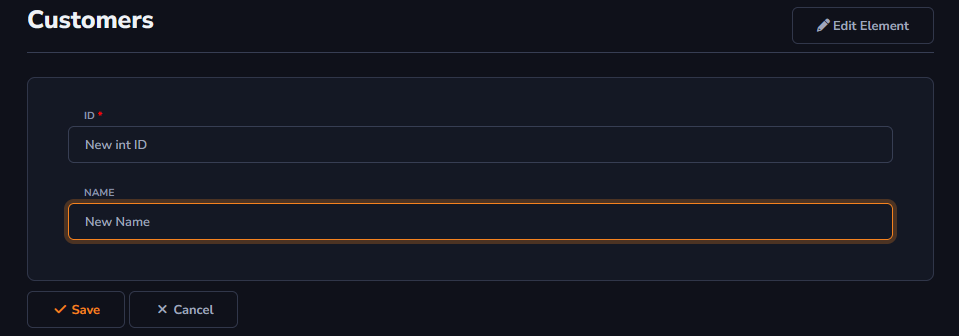 Customers
Edit Element
ID *
New int ID
NAME
New Name
Save
Cancel